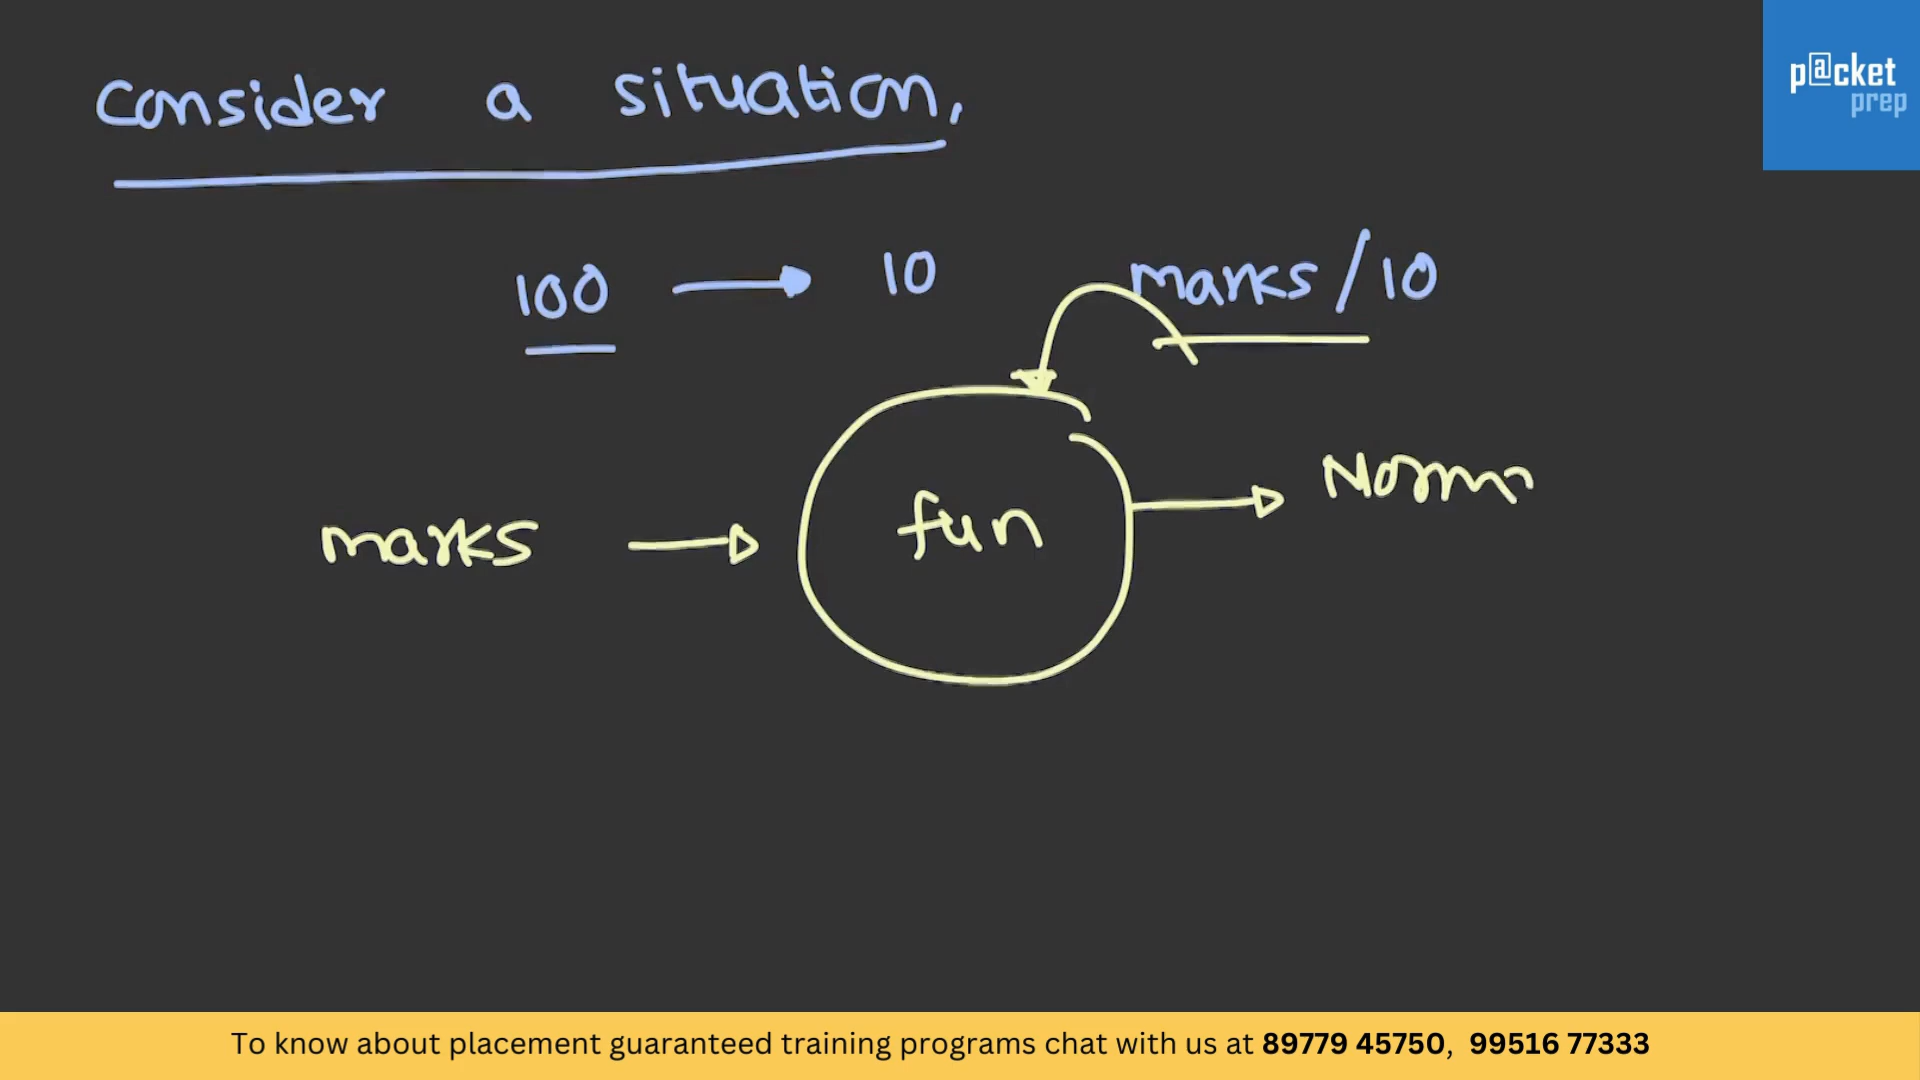 Consider a situation,
p@cket
prep
100 → 10 marks/10
marks → fun → Norm
To know about placement guaranteed training programs chat with us at 89779 45750, 99516 77333